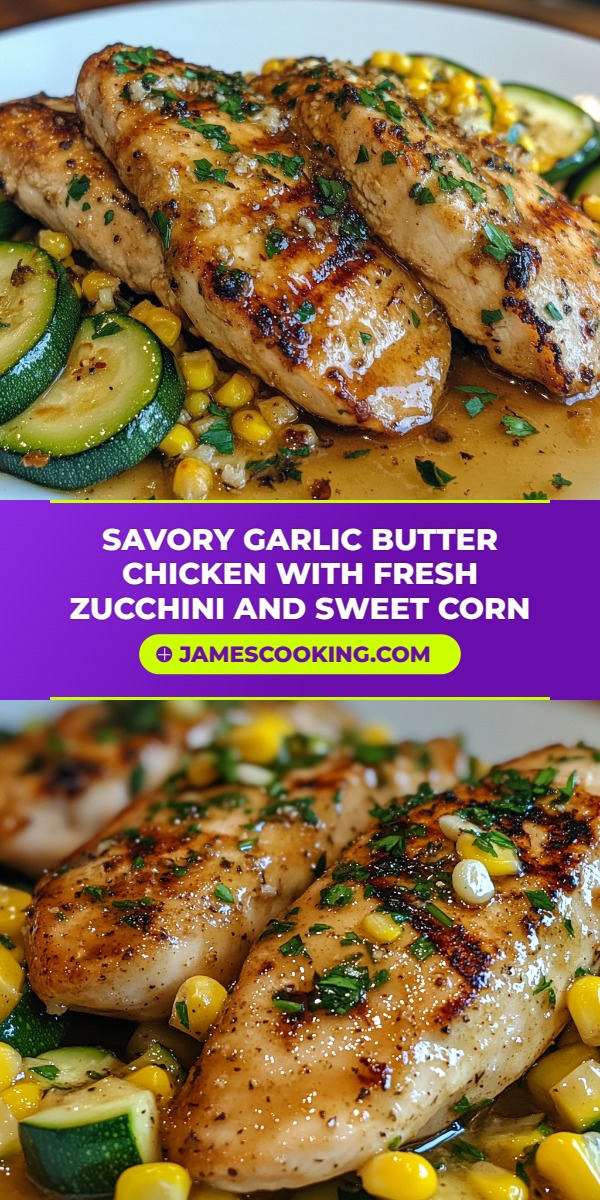 SAVORY GARLIC BUTTER
CHICKEN WITH FRESH
ZUCCHINI AND SWEET CORN
JAMESCOOKING.COM